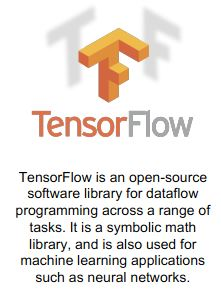 TensorFlow
TensorFlow is an open-source
software library for dataflow
programming across a range of
tasks. It is a symbolic math
library, and is also used for
machine learning applications
such as neural networks.